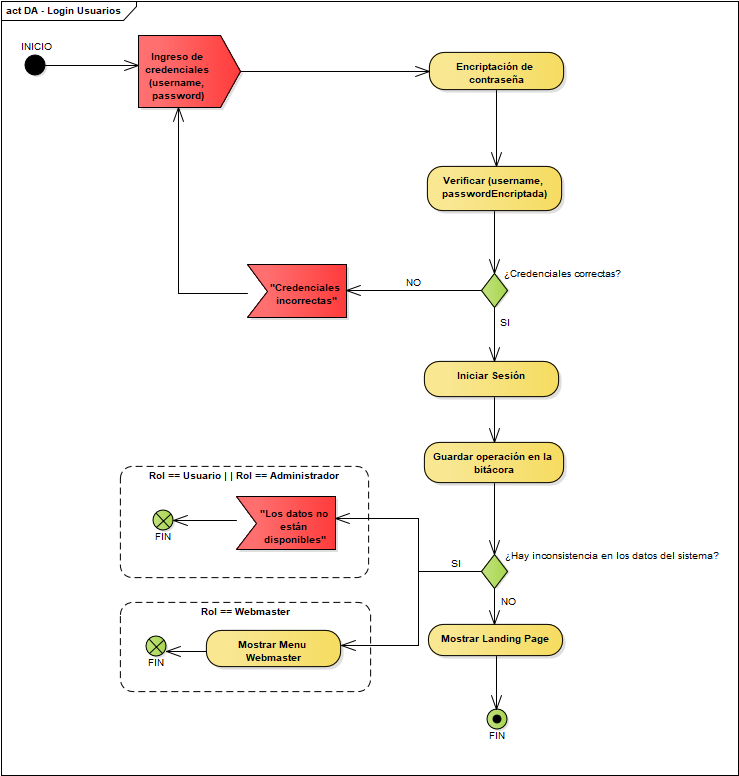 act DA - Login Usuarios
INICIO
Ingreso de
credenciales
(username,
password)
Encriptación de
contraseña
Verificar (username,
passwordEncriptada)
¿Credenciales correctas?
NO
"Credenciales
incorrectas"
SI
Iniciar Sesión
Guardar operación en la
bitácora
Rol == Usuario | | Rol == Administrador
"Los datos no
están
disponibles"
FIN
¿Hay inconsistencia en los datos del sistema?
SI
NO
Rol == Webmaster
Mostrar Menu
Webmaster
FIN
Mostrar Landing Page
FIN